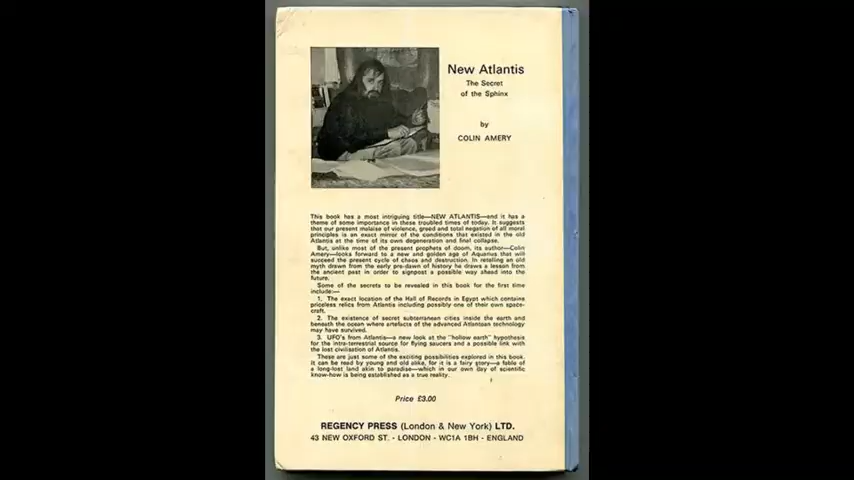 New Atlantis
The Secret
of the Sphinx
by
COLIN AMERY
This book has a most intriguing title—NEW ATLANTIS—and it has a
theme of some importance in these troubled times of today. It suggests
that our present malaise of violence, greed and total negation of all moral
principles is an exact mirror of the conditions that existed in the old
Atlantis at the time of its own degeneration and final collapse.
But, unlike most of the present prophets of doom, its author—Colin
Amery—looks forward to a new and golden age of Aquarius that will
succeed the present cycle of chaos and destruction. In retelling an old
myth drawn from the early pre-dawn of history he draws a lesson from
the ancient past in order to signpost a possible way ahead into the
future.
Some of the secrets to be revealed in this book for the first time
include:—
1. The exact location of the Hall of Records in Egypt which contains
priceless relics from Atlantis including possibly one of their own space-
craft.
2. The existence of secret subterranean cities inside the earth and
beneath the ocean where artefacts of the advanced Atlantean technology
may have survived.
3. UFO's from Atlantis—a new look at the "hollow earth" hypothesis
for the intra-terrestrial source for flying saucers and a possible link with
the lost civilisation of Atlantis.
These are just some of the exciting possibilities explored in this book.
It can be read by young and old alike, for it is a fairy story—a fable of
a long-lost land akin to paradise—which in our own day of scientific
know-how is being established as a true reality.
Price £3.00
REGENCY PRESS (London & New York) LTD.
43 NEW OXFORD ST. - LONDON - WC1A 1BH - ENGLAND